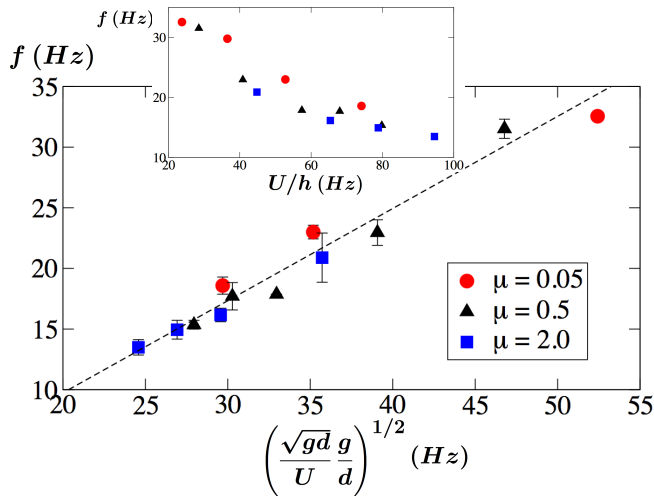 f (Hz)
30
20
10
20 40 60 80 100
U/h (Hz)
f (Hz)
35
30
25
20
15
10
20 25 30 35 40 45 50 55
μ = 0.05
μ = 0.5
μ = 2.0
(√gd/U g/d)^1/2 (Hz)